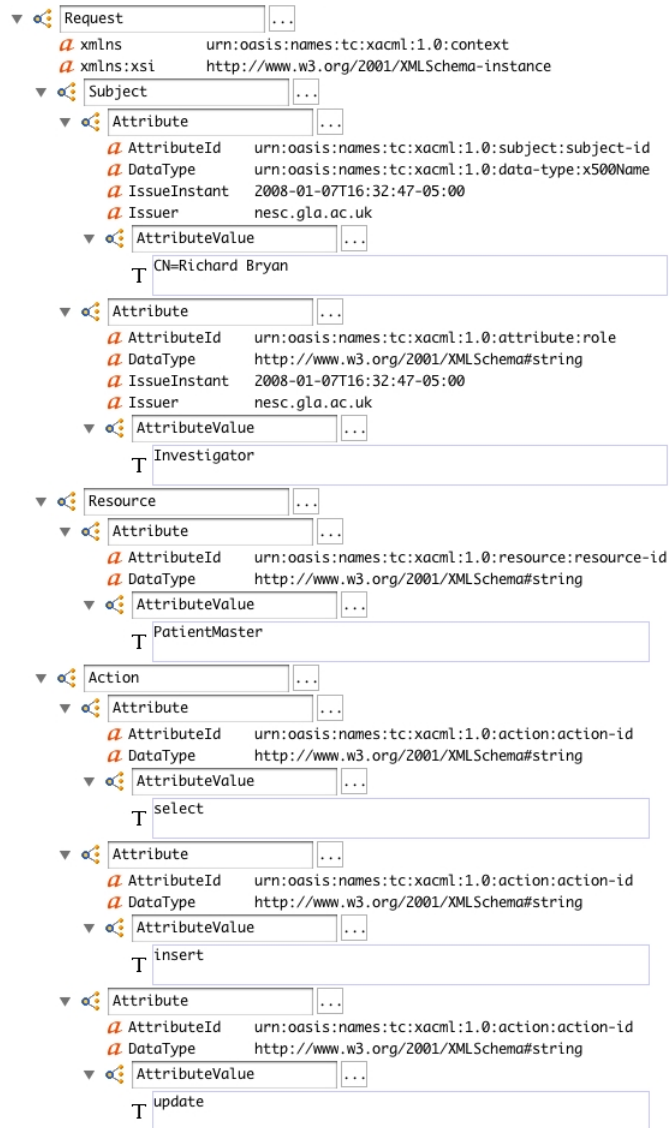 Request ...
a xmlns urn:oasis:names:tc:xacml:1.0:context
a xmlns:xsi http://www.w3.org/2001/XMLSchema-instance
Subject ...
Attribute ...
a AttributeId urn:oasis:names:tc:xacml:1.0:subject:subject-id
a DataType urn:oasis:names:tc:xacml:1.0:data-type:x500Name
a IssueInstant 2008-01-07T16:32:47-05:00
a Issuer nesc.gla.ac.uk
AttributeValue ...
T CN=Richard Bryan
Attribute ...
a AttributeId urn:oasis:names:tc:xacml:1.0:attribute:role
a DataType http://www.w3.org/2001/XMLSchema#string
a IssueInstant 2008-01-07T16:32:47-05:00
a Issuer nesc.gla.ac.uk
AttributeValue ...
T Investigator
Resource ...
Attribute ...
a AttributeId urn:oasis:names:tc:xacml:1.0:resource:resource-id
a DataType http://www.w3.org/2001/XMLSchema#string
AttributeValue ...
T PatientMaster
Action ...
Attribute ...
a AttributeId urn:oasis:names:tc:xacml:1.0:action:action-id
a DataType http://www.w3.org/2001/XMLSchema#string
AttributeValue ...
T select
Attribute ...
a AttributeId urn:oasis:names:tc:xacml:1.0:action:action-id
a DataType http://www.w3.org/2001/XMLSchema#string
AttributeValue ...
T insert
Attribute ...
a AttributeId urn:oasis:names:tc:xacml:1.0:action:action-id
a DataType http://www.w3.org/2001/XMLSchema#string
AttributeValue ...
T update